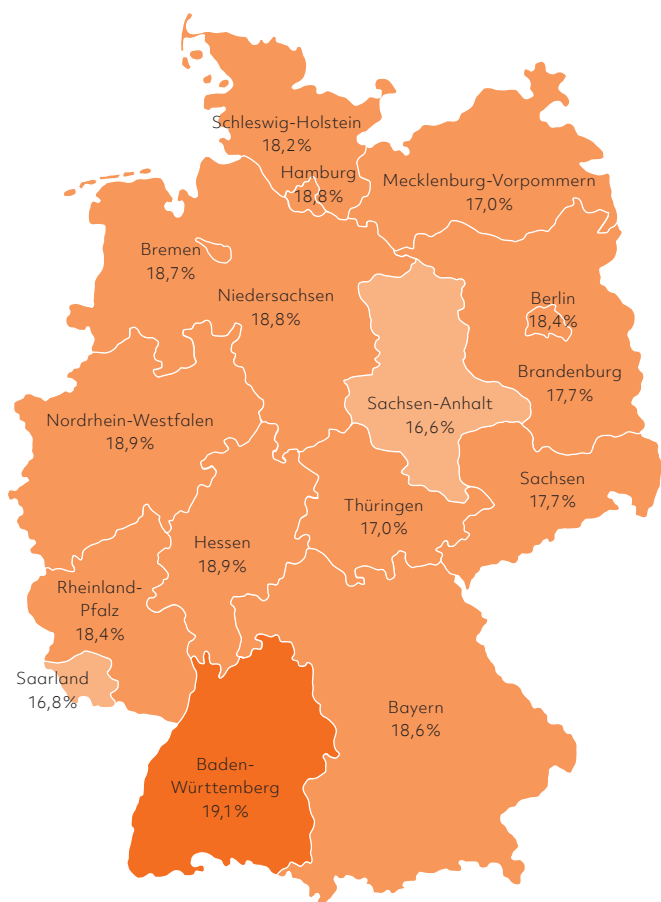 Schleswig-Holstein
18,2%
Hamburg
18,8%
Mecklenburg-Vorpommern
17,0%
Bremen
18,7%
Niedersachsen
18,8%
Berlin
18,4%
Brandenburg
17,7%
Sachsen-Anhalt
16,6%
Nordrhein-Westfalen
18,9%
Sachsen
17,7%
Thüringen
17,0%
Hessen
18,9%
Rheinland-
Pfalz
18,4%
Saarland
16,8%
Bayern
18,6%
Baden-
Württemberg
19,1%